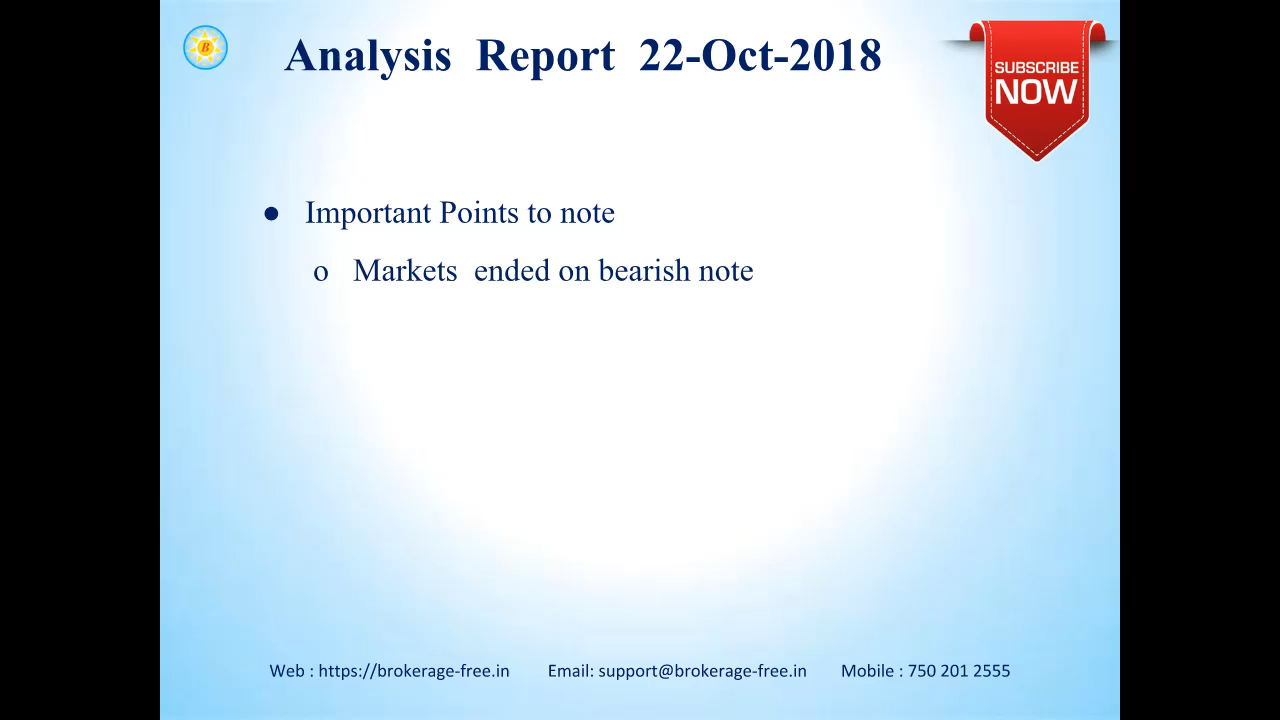 B
Analysis Report 22-Oct-2018
SUBSCRIBE
NOW
● Important Points to note
o Markets ended on bearish note
Web : https://brokerage-free.in Email: support@brokerage-free.in Mobile : 750 201 2555